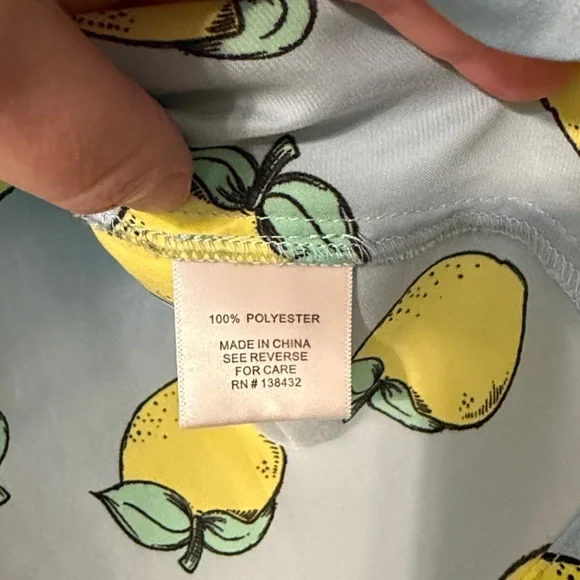 100% POLYESTER
MADE IN CHINA
SEE REVERSE
FOR CARE
RN # 138432